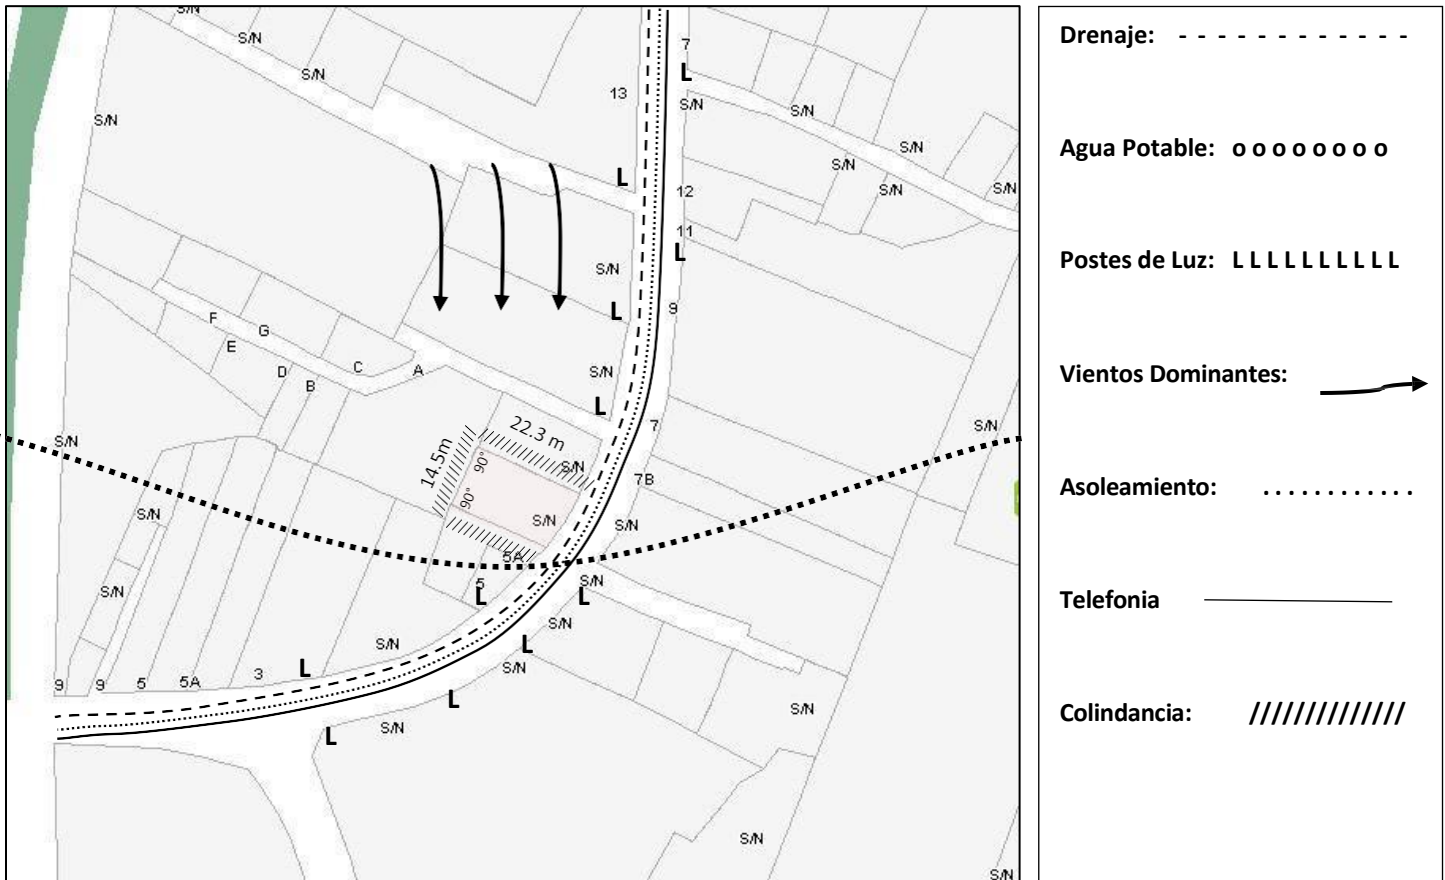 S/N
S/N
S/N
7
L
13
S/N
S/N
S/N
S/N
S/N
S/N
S/N
L
12
11
L
S/N
L
9
F
G
E
C
A
D
B
S/N
L
7
S/N
S/N
22.3 m
14.5m
90°
90°
S/N
7B
S/N
S/N
S/N
5A
5
L
S/N
L
S/N
S/N
S/N
L
S/N
L
3
9
9
5
5A
L
S/N
L
S/N
S/N
S/N
Drenaje: - - - - - - - - - - - -
Agua Potable: o o o o o o o o
Postes de Luz: L L L L L L L L L L
Vientos Dominantes:
Asoleamiento: . . . . . . . . . . . .
Telefonia
Colindancia: //////////////